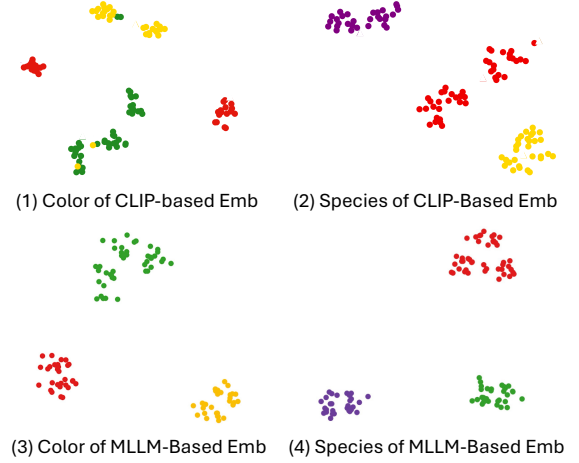 (1) Color of CLIP-based Emb
(2) Species of CLIP-based Emb
(3) Color of MLLM-Based Emb
(4) Species of MLLM-Based Emb